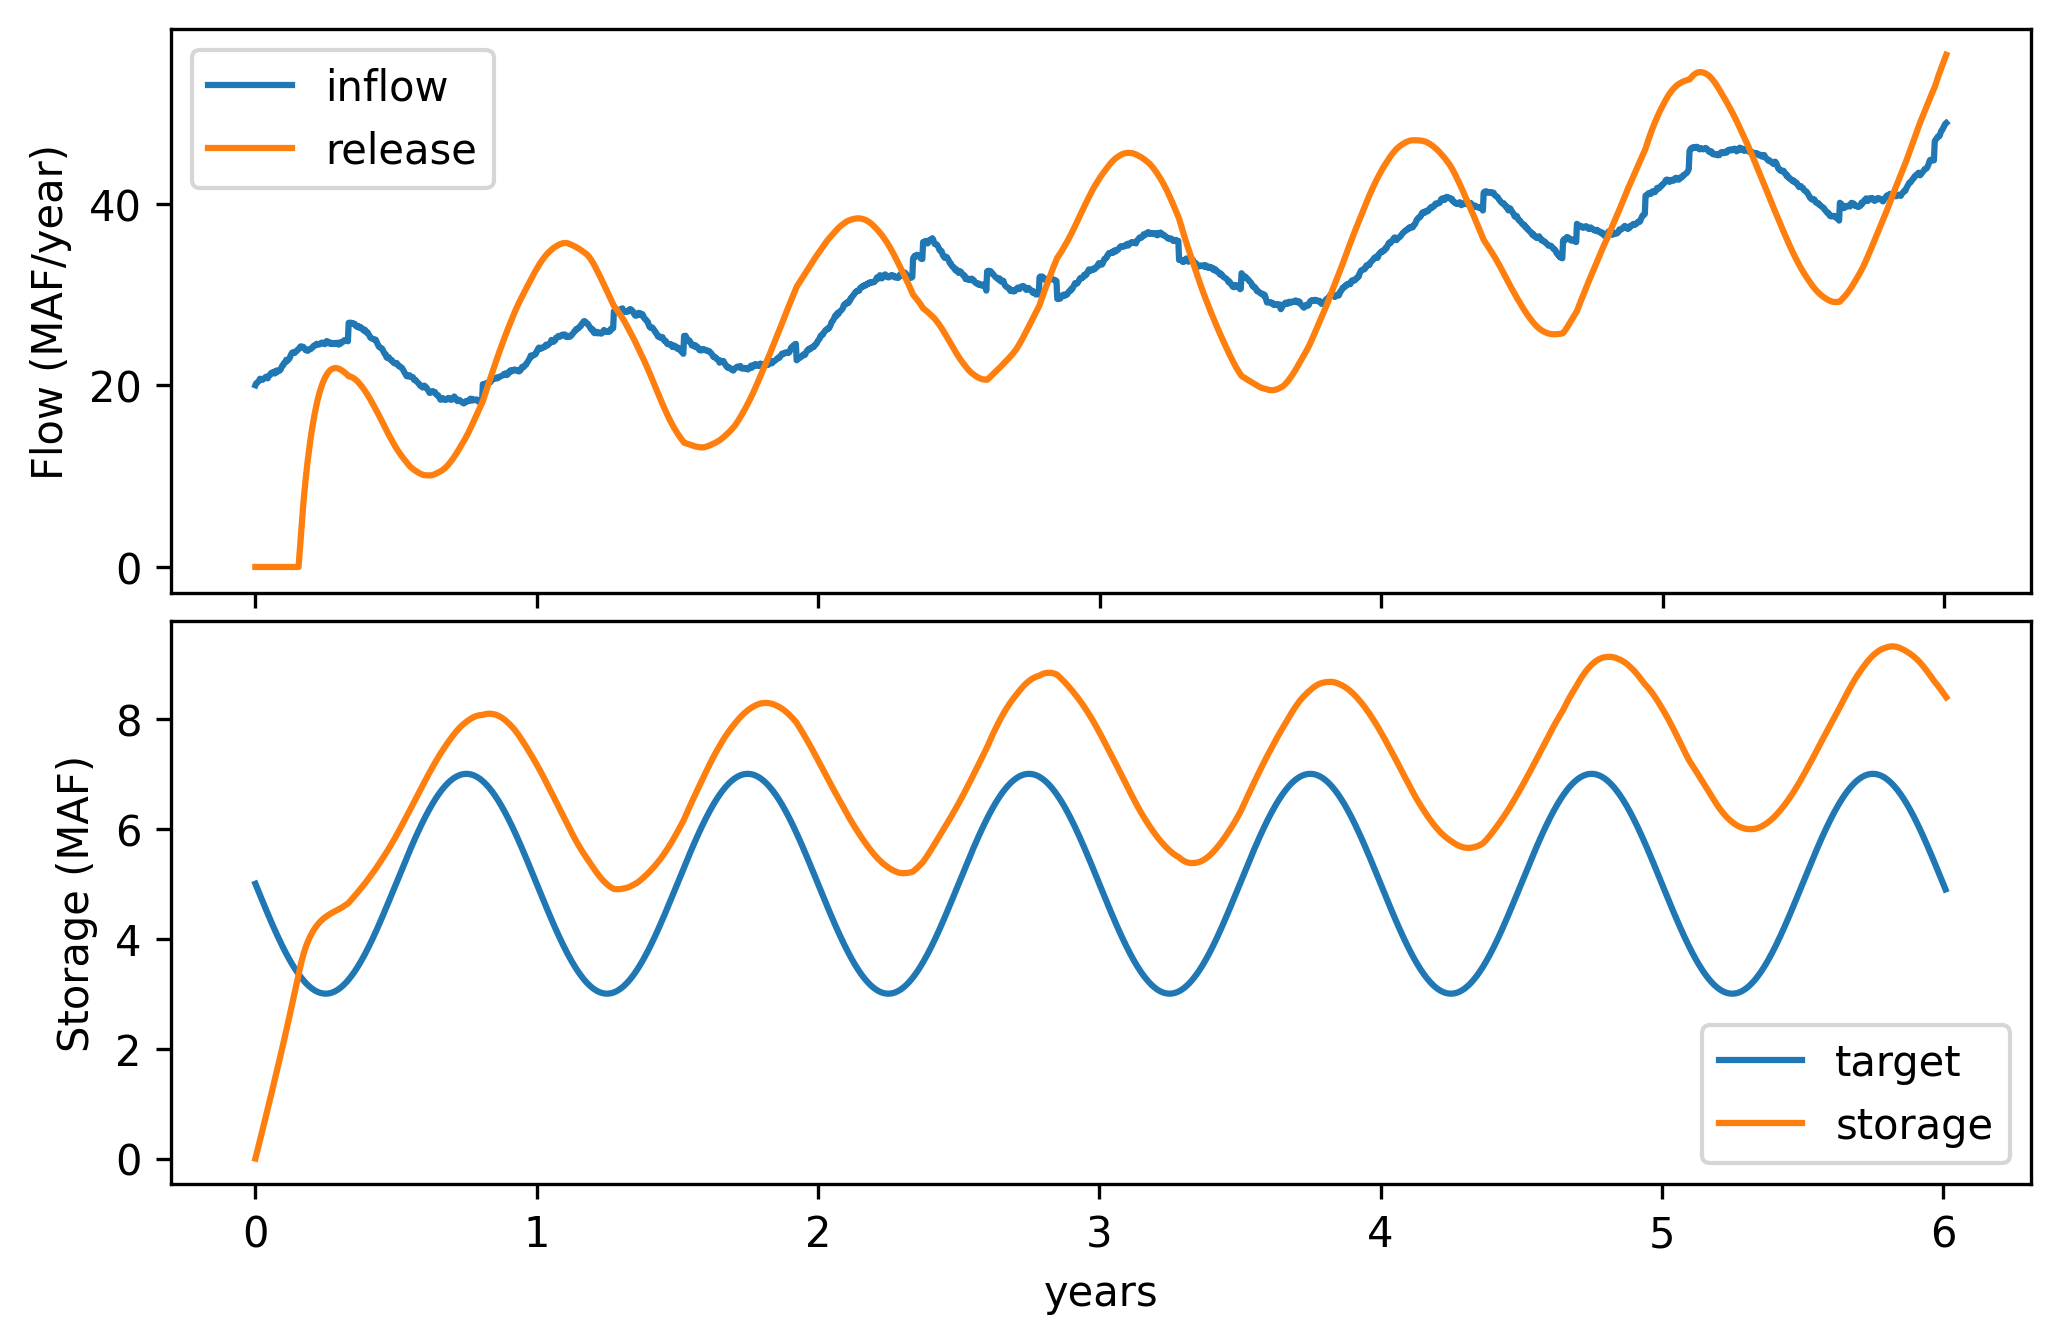 inflow
release
Flow (MAF/year)
40
20
0
Storage (MAF)
8
6
4
2
0
target
storage
0 1 2 3 4 5 6
years